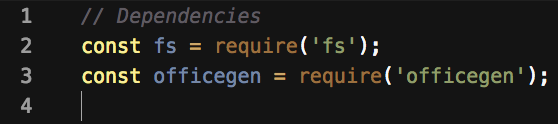 1 // Dependencies
2 const fs = require('fs');
3 const officegen = require('officegen');
4